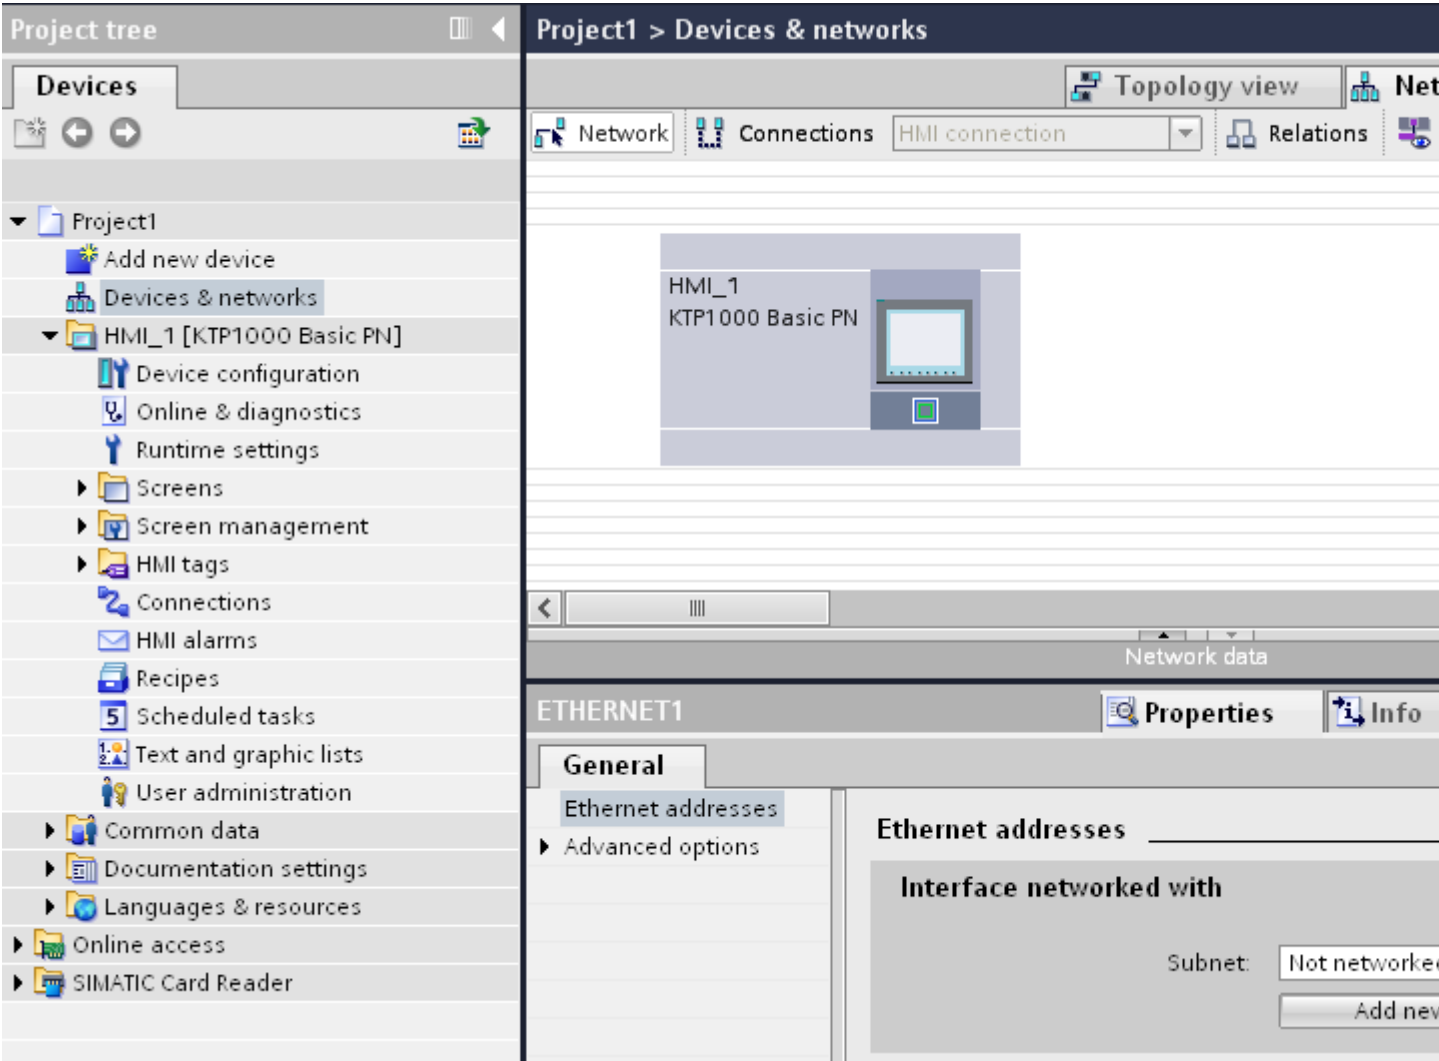 Project tree
Devices
Project1
Add new device
Devices & networks
HMI_1 [KTP1000 Basic PN]
Device configuration
Online & diagnostics
Runtime settings
Screens
Screen management
HMI tags
Connections
HMI alarms
Recipes
Scheduled tasks
Text and graphic lists
User administration
Common data
Documentation settings
Languages & resources
Online access
SIMATIC Card Reader
Project1 > Devices & networks
Topology view
Net
Network
Connections
HMI connection
Relations
HMI_1
KTP1000 Basic PN
Network data
ETHERNET1
Properties
Info
General
Ethernet addresses
Advanced options
Ethernet addresses
Interface networked with
Subnet:
Not networked
Add new